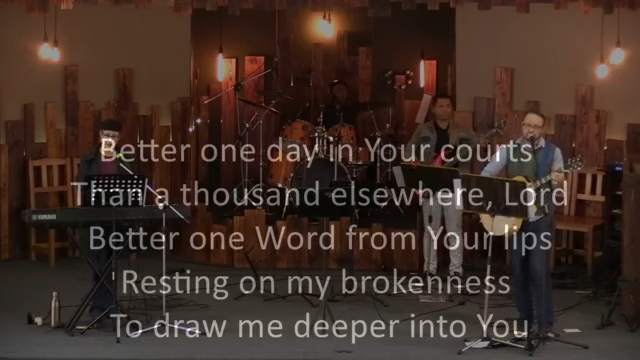 Better one day in Your courts
Than a thousand elsewhere, Lord
Better one Word from Your lips
Resting on my brokenness
To draw me deeper into You
YAMAHA